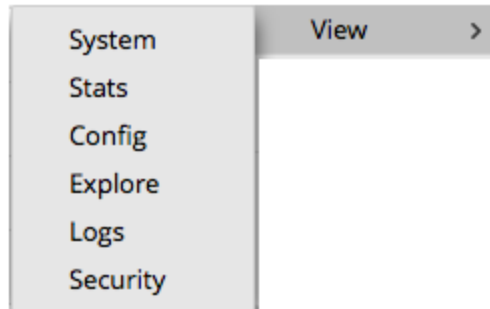 View >
System
Stats
Config
Explore
Logs
Security